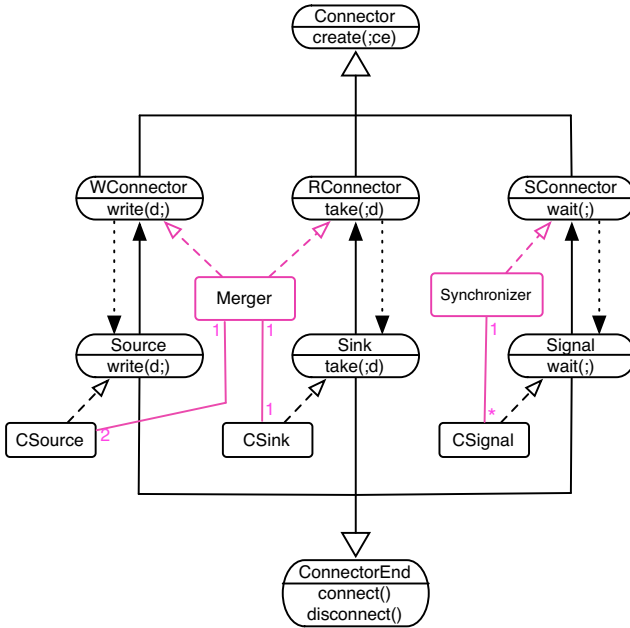 Connector
create(;ce)
WConnector
write(d;)
RConnector
take(;d)
SConnector
wait(;)
Merger
Synchronizer
1
1
1
Source
write(d;)
Sink
take(;d)
Signal
wait(;)
1
*
CSource
2
CSink
CSignal
ConnectorEnd
connect()
disconnect()